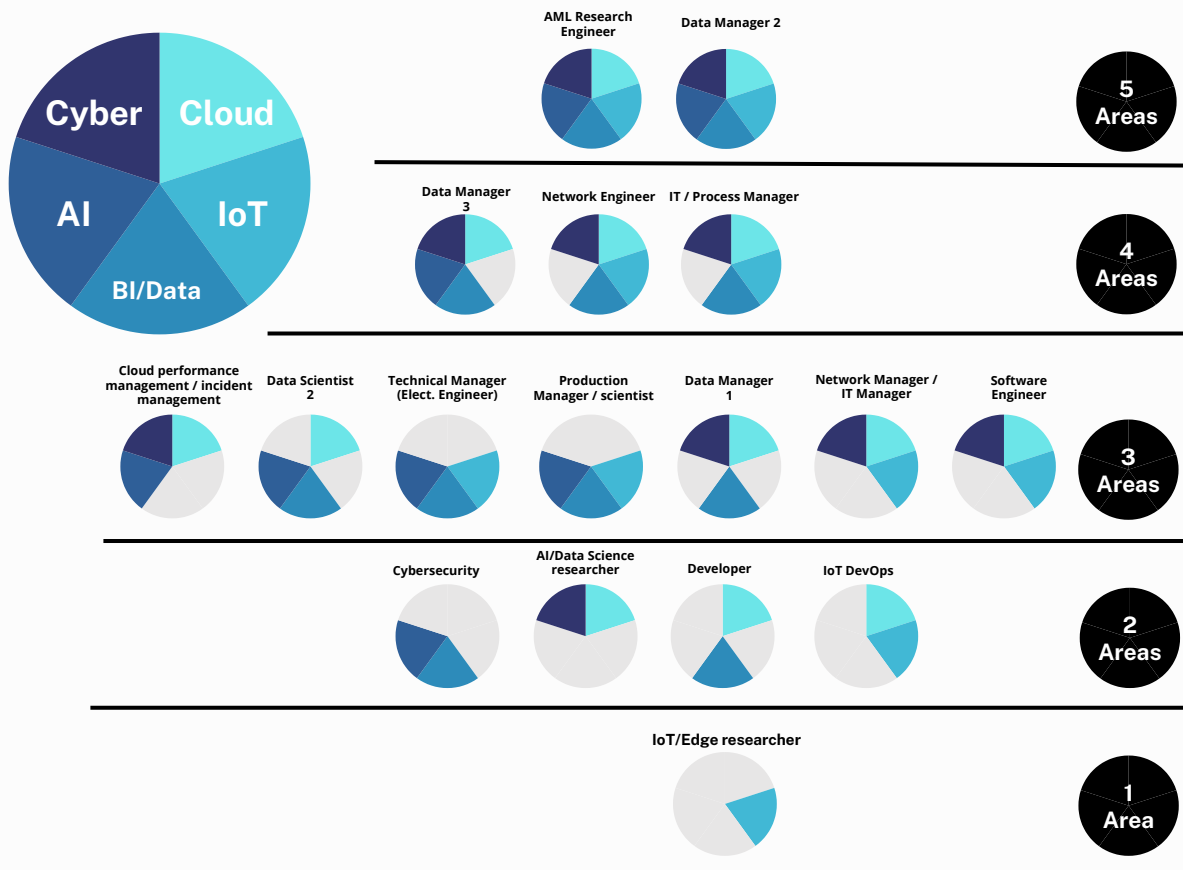 Cyber
Cloud
AI
IoT
BI/Data
AML Research
Engineer
Data Manager 2
5
Areas
Data Manager
3
Network Engineer
IT / Process Manager
4
Areas
Cloud performance
management / incident
management
Data Scientist
2
Technical Manager
(Elect. Engineer)
Production
Manager / scientist
Data Manager
1
Network Manager /
IT Manager
Software
Engineer
3
Areas
Cybersecurity
AI/Data Science
researcher
Developer
IoT DevOps
2
Areas
IoT/Edge researcher
1
Area